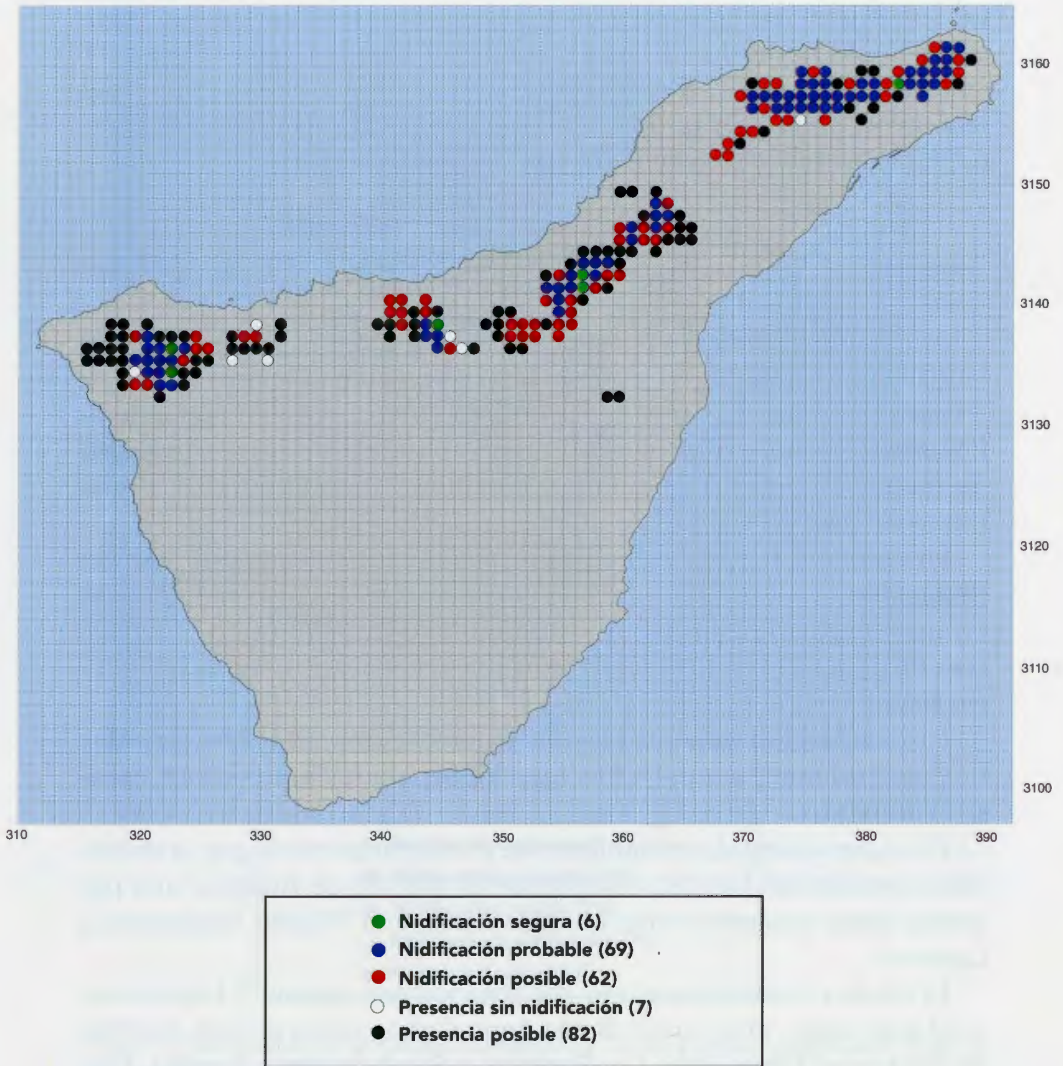 3160
3150
3140
3130
3120
3110
3100
310 320 330 340 350 360 370 380 390
Nidificación segura (6)
Nidificación probable (69)
Nidificación posible (62)
Presencia sin nidificación (7)
Presencia posible (82)